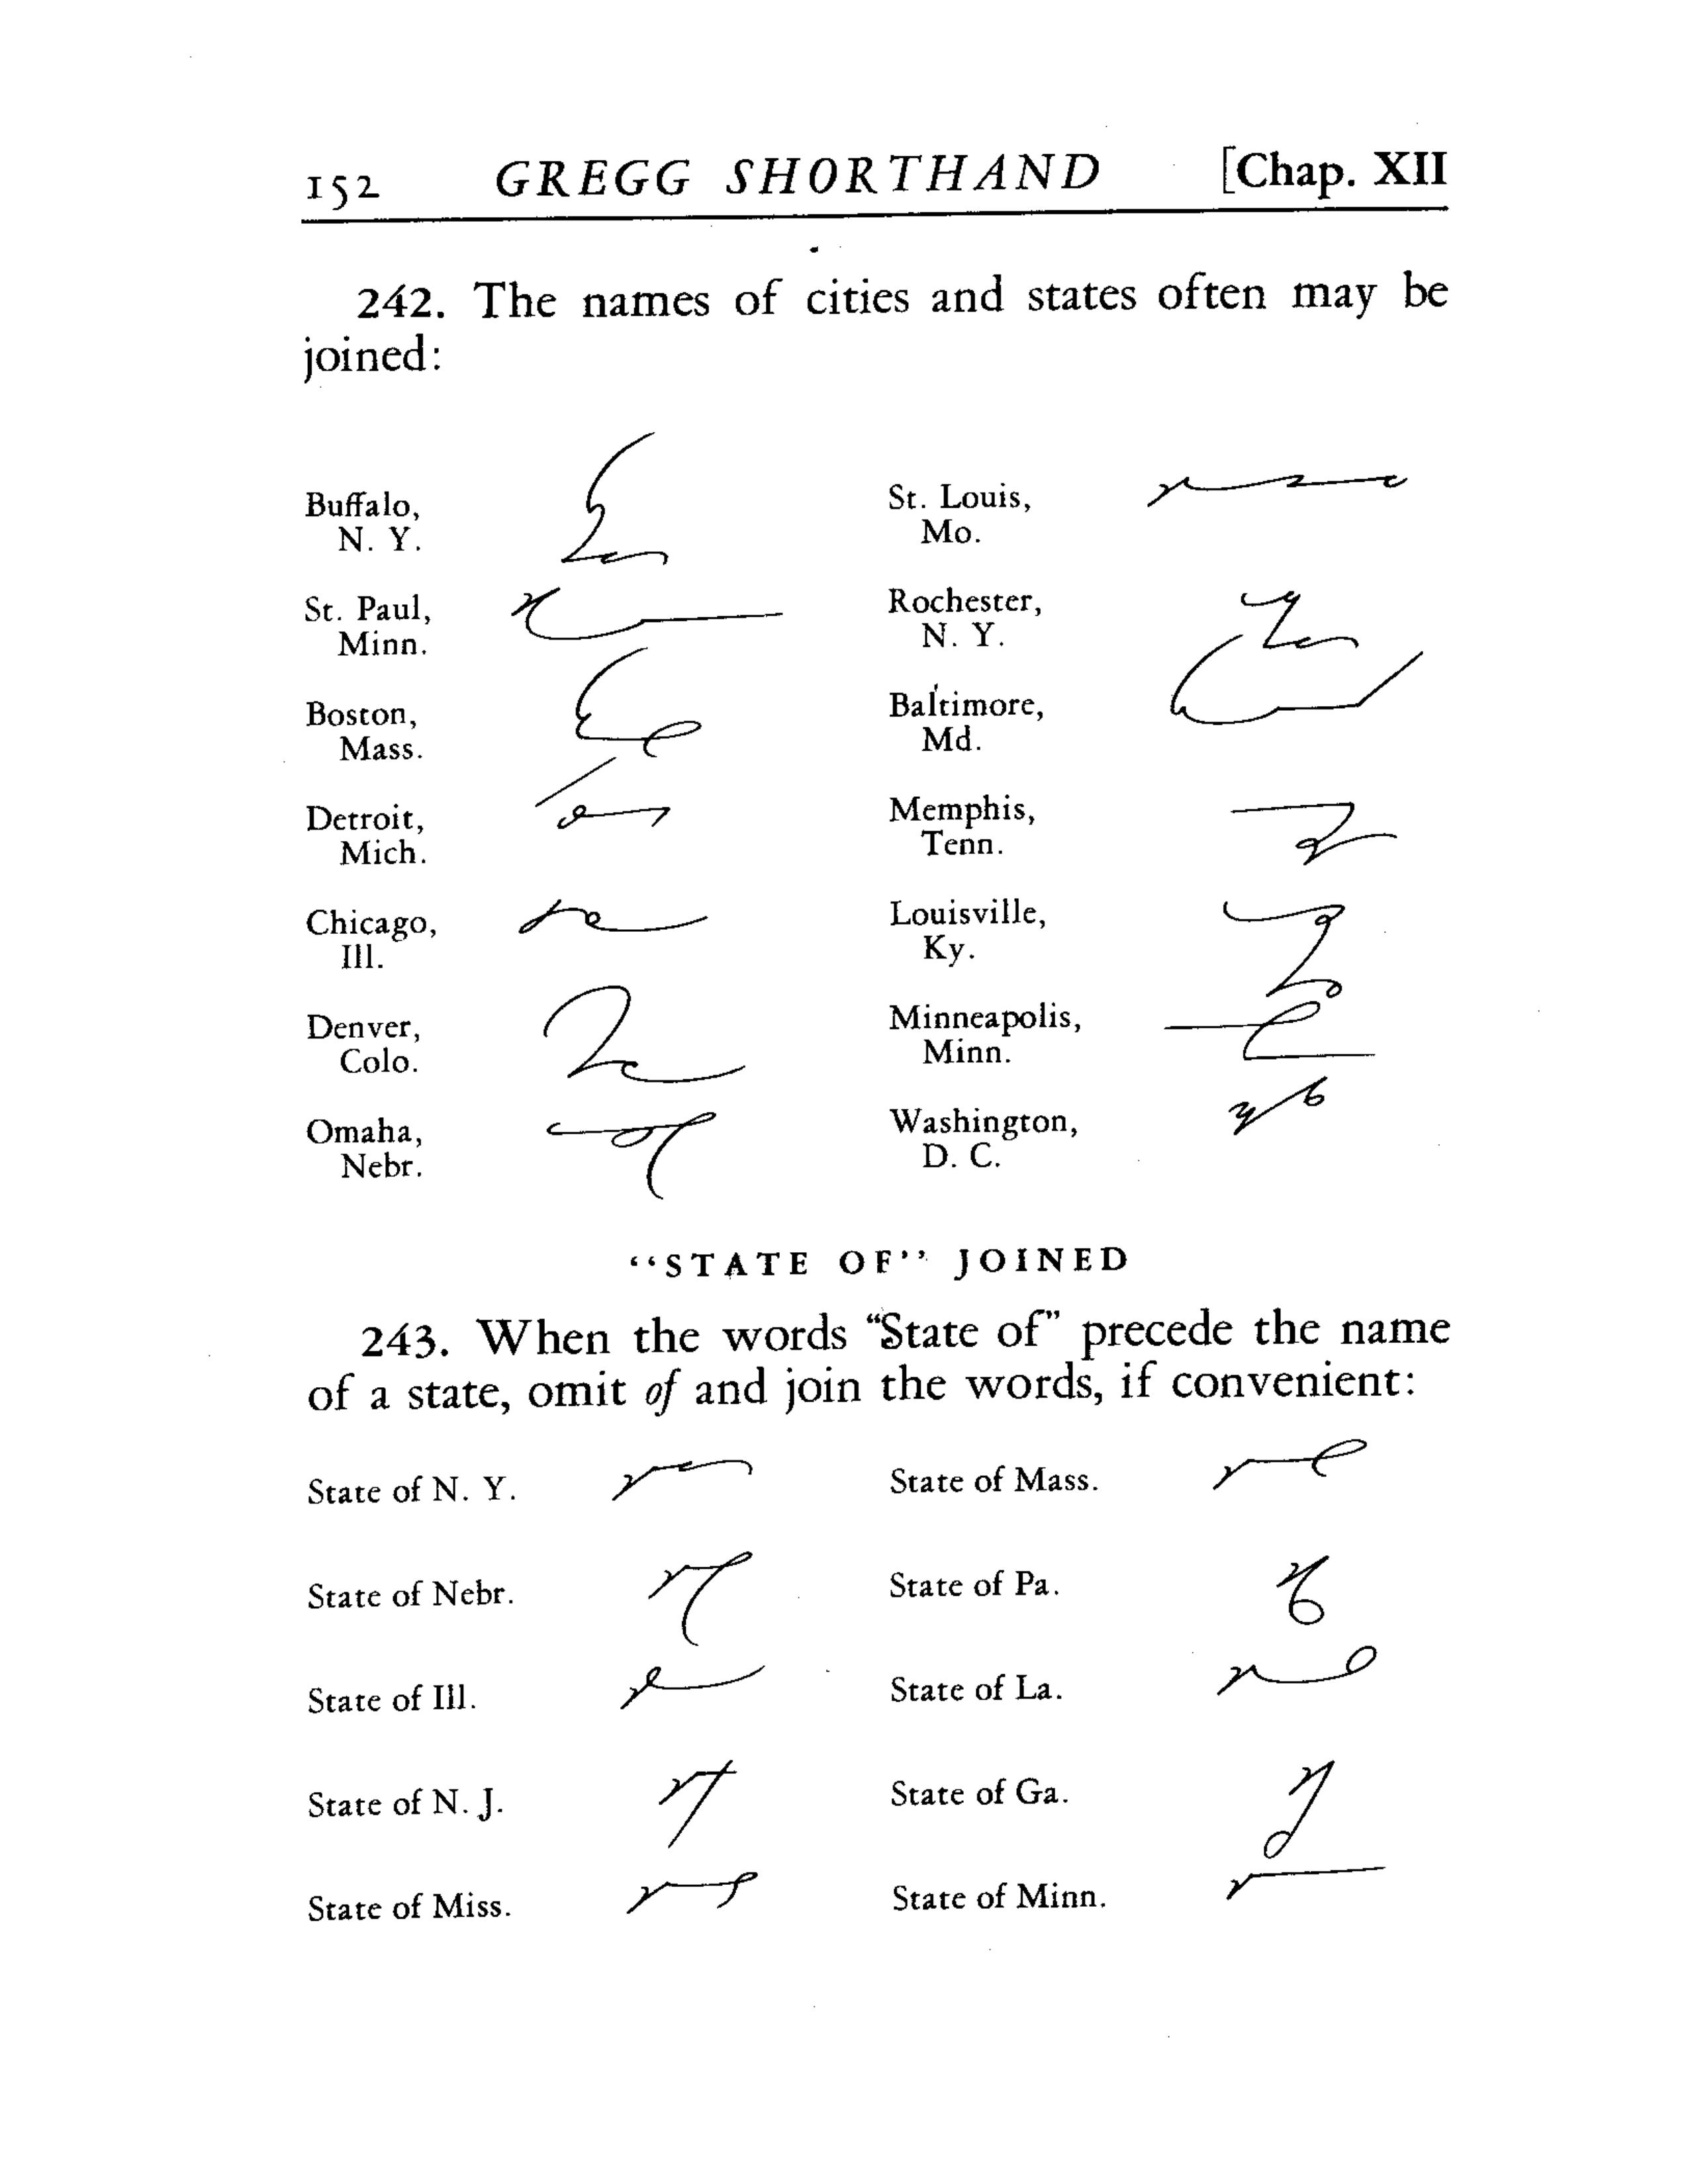 152 GREGG SHORTHAND [Chap. XII
242. The names of cities and states often may be
joined:
Buffalo,
N. Y.
St. Paul,
Minn.
Boston,
Mass.
Detroit,
Mich.
Chicago,
Ill.
Denver,
Colo.
Omaha,
Nebr.
St. Louis,
Mo.
Rochester,
N. Y.
Baltimore,
Md.
Memphis,
Tenn.
Louisville,
Ky.
Minneapolis,
Minn.
Washington,
D. C.
“STATE OF” JOINED
243. When the words “State of” precede the name
of a state, omit of and join the words, if convenient:
State of N. Y.
State of Nebr.
State of Ill.
State of N. J.
State of Miss.
State of Mass.
State of Pa.
State of La.
State of Ga.
State of Minn.